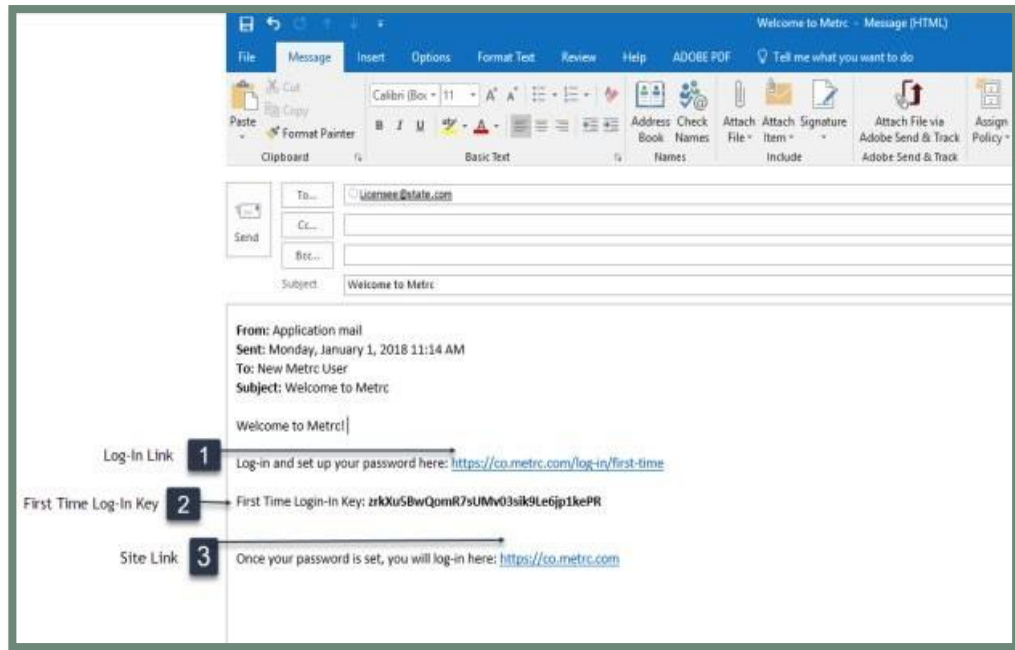 Welcome to Metrc - Message (HTML)
File Message Insert Options Format Text Review Help ADOBE PDF Tell me what you want to do
Paste
Cut
Copy
Format Painter
Clipboard
Calibri (Boc 11
B I U
Basic Text
Address Book
Check Names
Names
Attach File
Attach Item
Signature
Include
Attach File via Adobe Send & Track
Adobe Send & Track
Assign Policy
Send
To...
Licensee@state.com
Cc...
Bcc...
Subject
Welcome to Metrc
From: Application mail
Sent: Monday, January 1, 2018 11:14 AM
To: New Metrc User
Subject: Welcome to Metrc
Welcome to Metrc!
Log-In Link 1
Log-in and set up your password here: https://co.metrc.com/log-in/first-time
First Time Log-In Key 2
First Time Login-In Key: zrkXuSBwQomR7sUMv03sik9Le6jp1kePR
Site Link 3
Once your password is set, you will log-in here: https://co.metrc.com